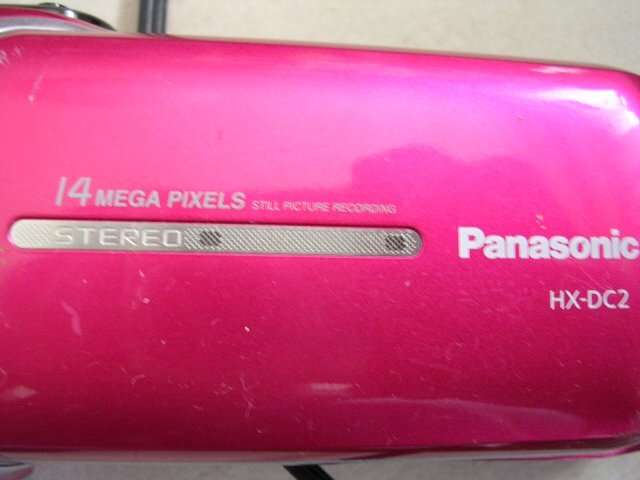 14 MEGA PIXELS STILL PICTURE RECORDING
STEREO
Panasonic
HX-DC2